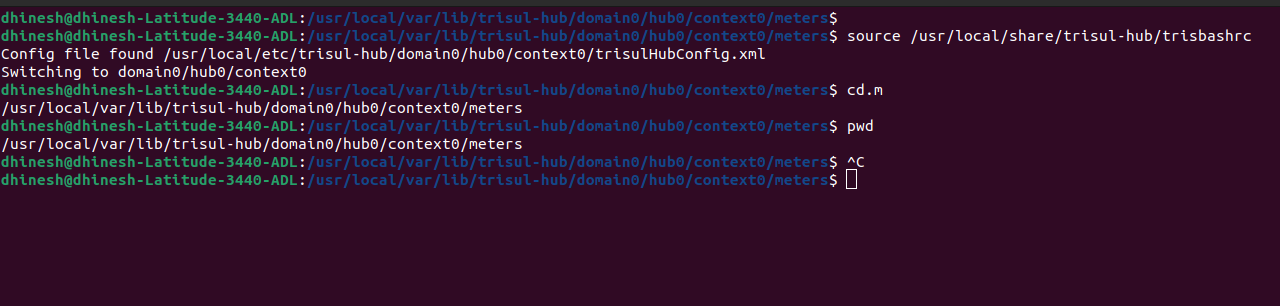 dhinesh@dhinesh-Latitude-3440-ADL:/usr/local/var/lib/trisul-hub/domain0/hub0/context0/meters$
dhinesh@dhinesh-Latitude-3440-ADL:/usr/local/var/lib/trisul-hub/domain0/hub0/context0/meters$ source /usr/local/share/trisul-hub/trisbashrc
Config file found /usr/local/etc/trisul-hub/domain0/hub0/context0/trisulHubConfig.xml
Switching to domain0/hub0/context0
dhinesh@dhinesh-Latitude-3440-ADL:/usr/local/var/lib/trisul-hub/domain0/hub0/context0/meters$ cd.m
/usr/local/var/lib/trisul-hub/domain0/hub0/context0/meters
dhinesh@dhinesh-Latitude-3440-ADL:/usr/local/var/lib/trisul-hub/domain0/hub0/context0/meters$ pwd
/usr/local/var/lib/trisul-hub/domain0/hub0/context0/meters
dhinesh@dhinesh-Latitude-3440-ADL:/usr/local/var/lib/trisul-hub/domain0/hub0/context0/meters$ ^C
dhinesh@dhinesh-Latitude-3440-ADL:/usr/local/var/lib/trisul-hub/domain0/hub0/context0/meters$